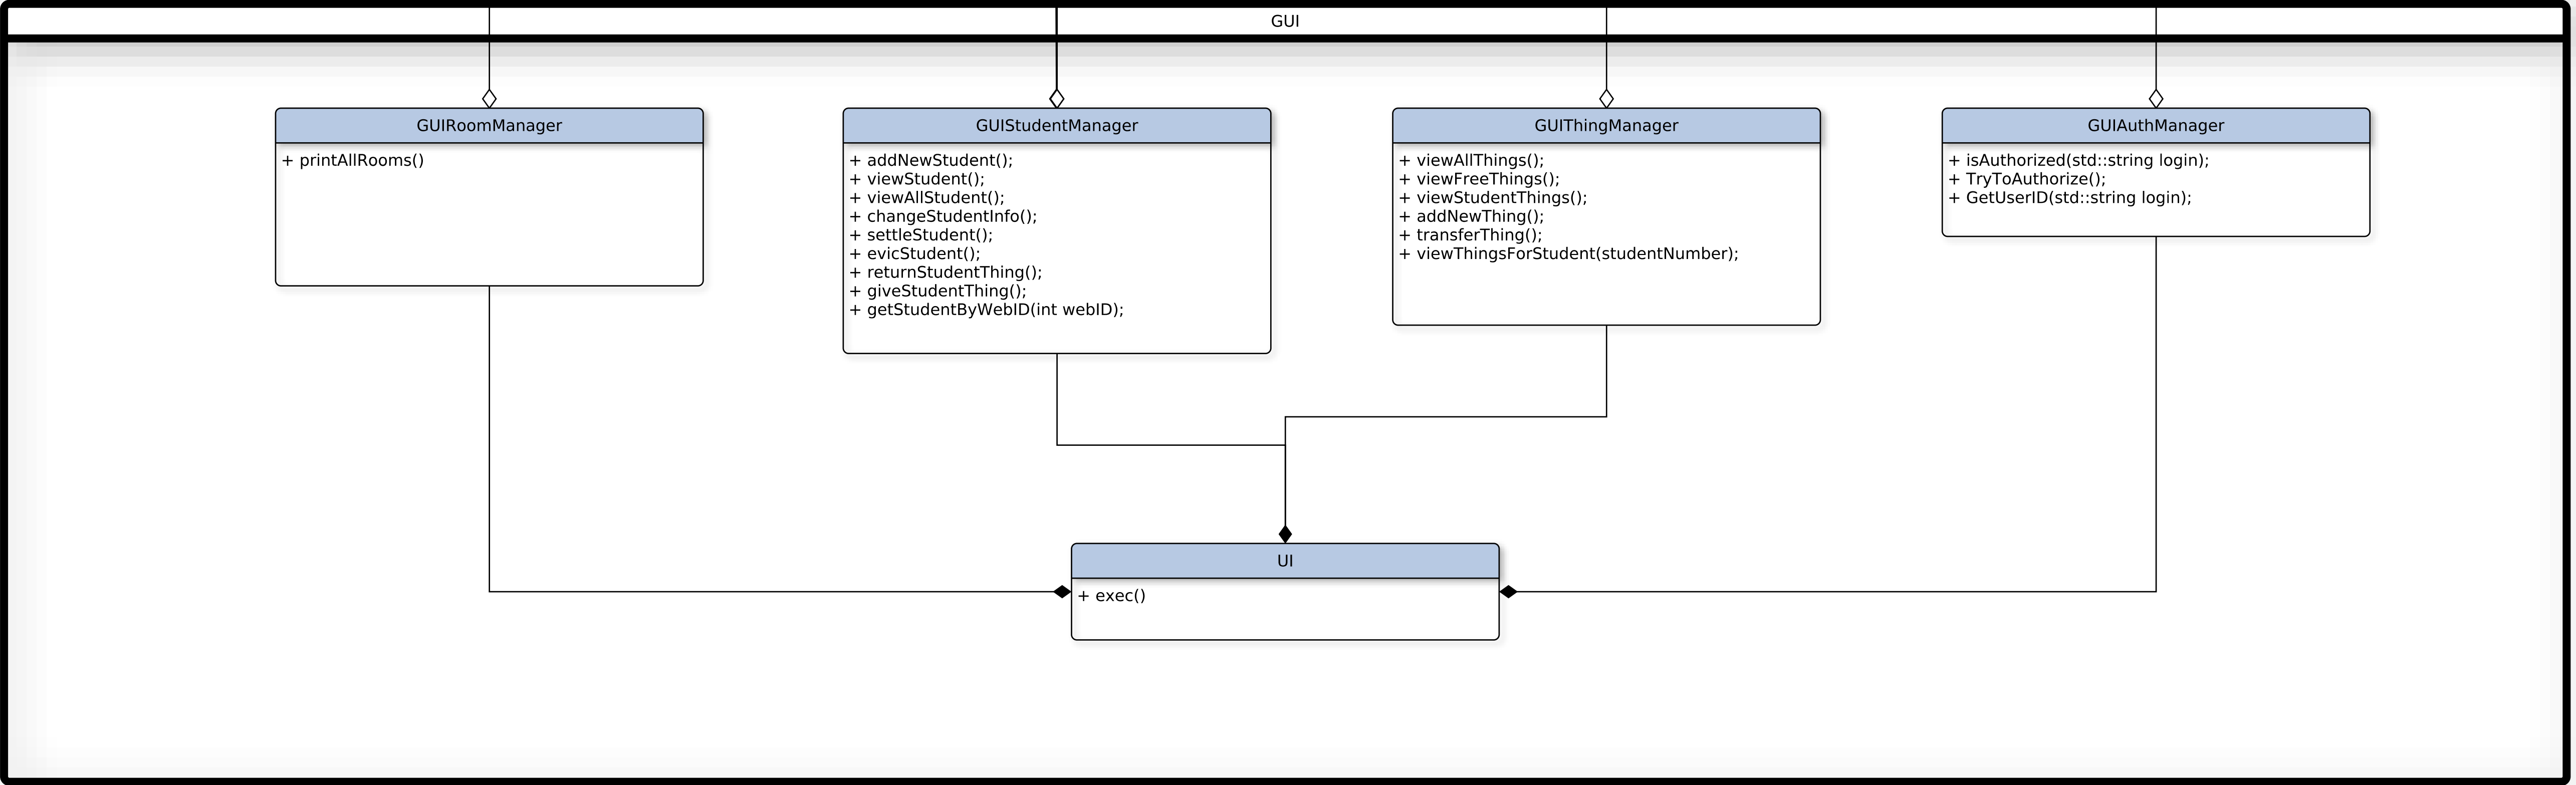 GUI
GUIRoomManager
+ printAllRooms()
GUIStudentManager
+ addNewStudent();
+ viewStudent();
+ viewAllStudent();
+ changeStudentInfo();
+ settleStudent();
+ evicStudent();
+ returnStudentThing();
+ giveStudentThing();
+ getStudentByWebID(int webID);
GUIThingManager
+ viewAllThings();
+ viewFreeThings();
+ viewStudentThings();
+ addNewThing();
+ transferThing();
+ viewThingsForStudent(studentNumber);
GUIAuthManager
+ isAuthorized(std::string login);
+ TryToAuthorize();
+ GetUserID(std::string login);
UI
+ exec()